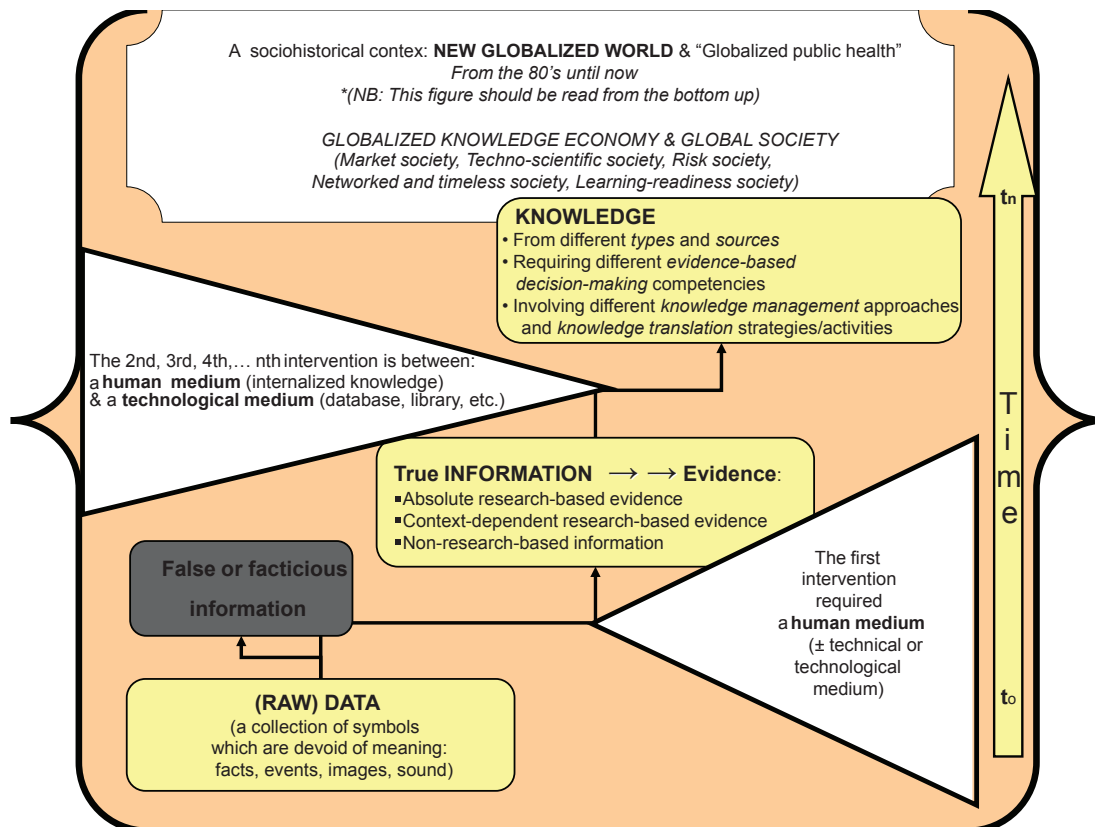 A sociohistorical contex: NEW GLOBALIZED WORLD & “Globalized public health”
From the 80’s until now
*(NB: This figure should be read from the bottom up)
GLOBALIZED KNOWLEDGE ECONOMY & GLOBAL SOCIETY
(Market society, Techno-scientific society, Risk society,
Networked and timeless society, Learning-readiness society)
KNOWLEDGE
• From different types and sources
• Requiring different evidence-based
decision-making competencies
• Involving different knowledge management approaches
and knowledge translation strategies/activities
The 2nd, 3rd, 4th,… nth intervention is between:
a human medium (internalized knowledge)
& a technological medium (database, library, etc.)
True INFORMATION → → Evidence:
▪Absolute research-based evidence
▪Context-dependent research-based evidence
▪Non-research-based information
False or facticious
information
The first
intervention
required
a human medium
(± technical or
technological
medium)
(RAW) DATA
(a collection of symbols
which are devoid of meaning:
facts, events, images, sound)
tn
Time
to